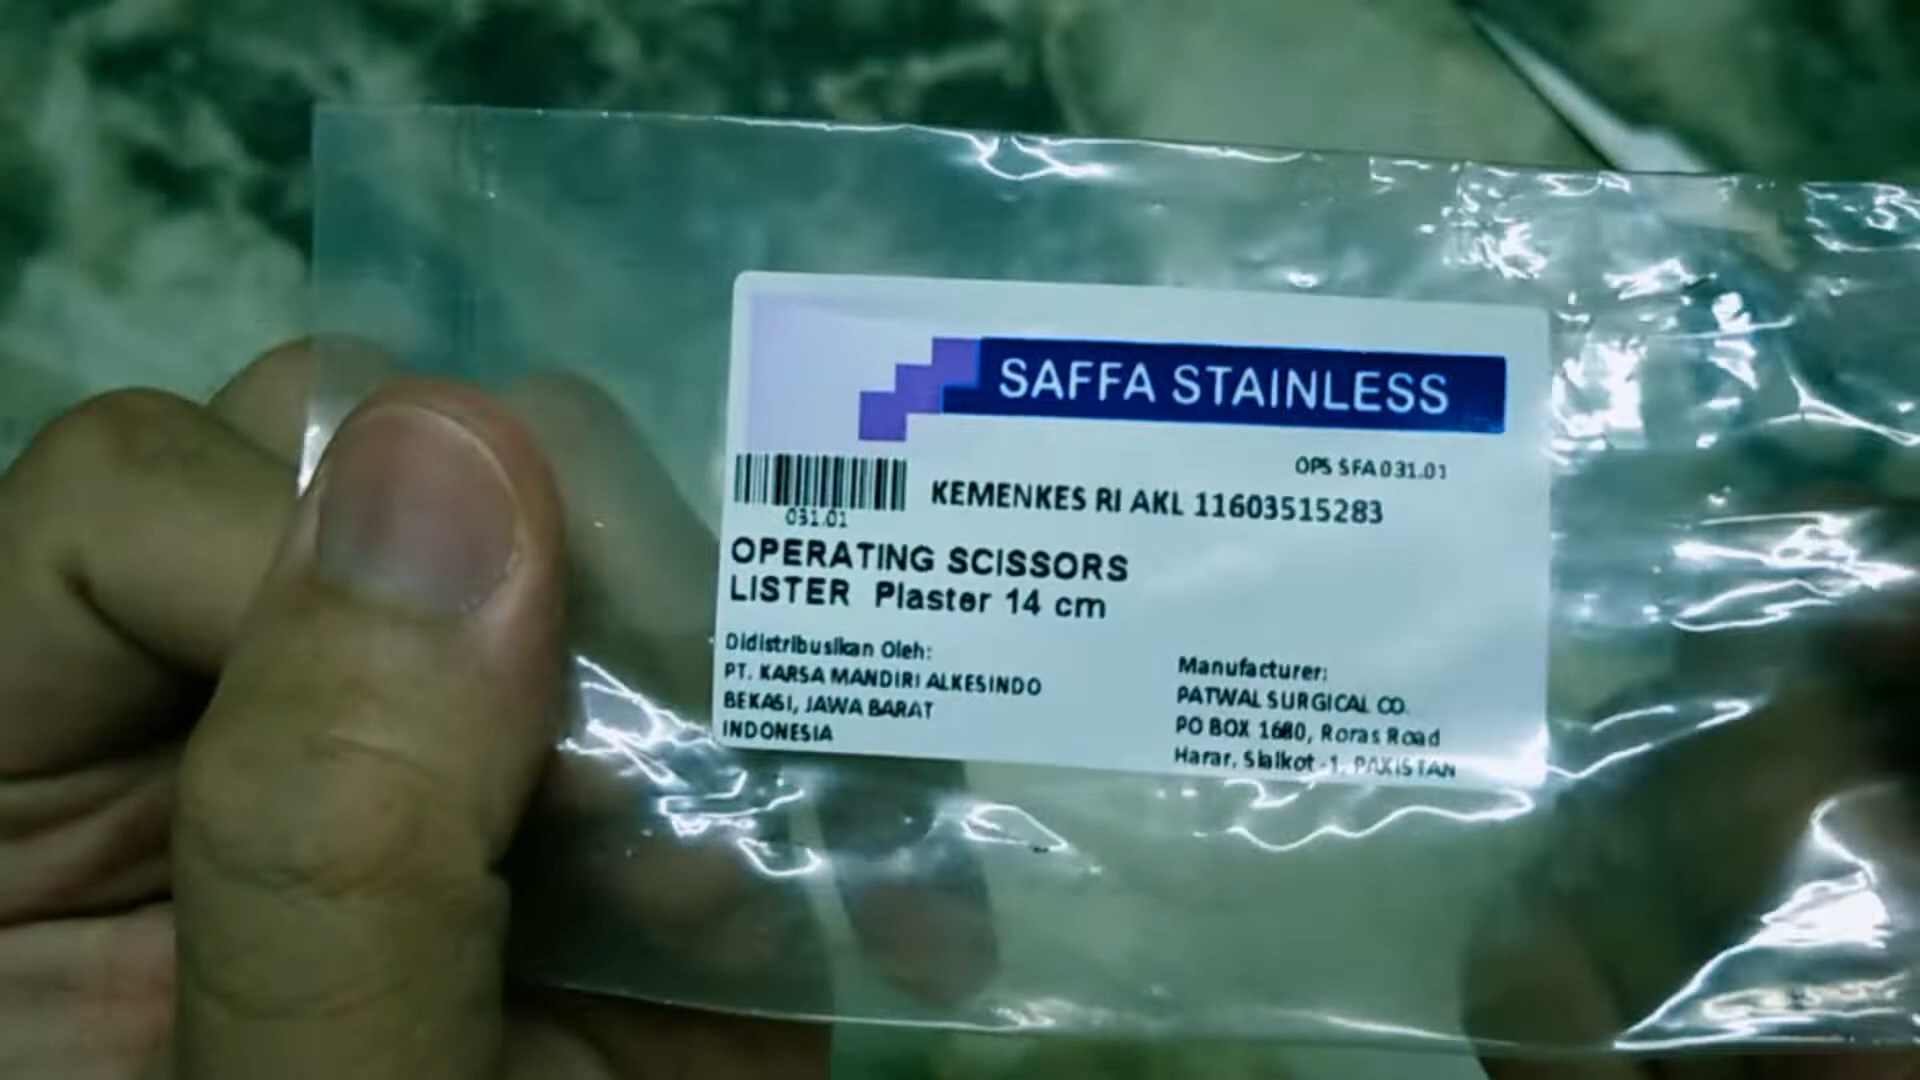 SAFFA STAINLESS
OPS SFA 031.01
KEMENKES RI AKL 11603515283
031.01
OPERATING SCISSORS
LISTER Plaster 14 cm
Didistribusikan Oleh:
PT. KARSA MANDIRI ALKESINDO
BEKASI, JAWA BARAT
INDONESIA
Manufacturer:
PATWAL SURGICAL CO.
PO BOX 1680, Roras Road
Harar, Sialkot -1, PAKISTAN